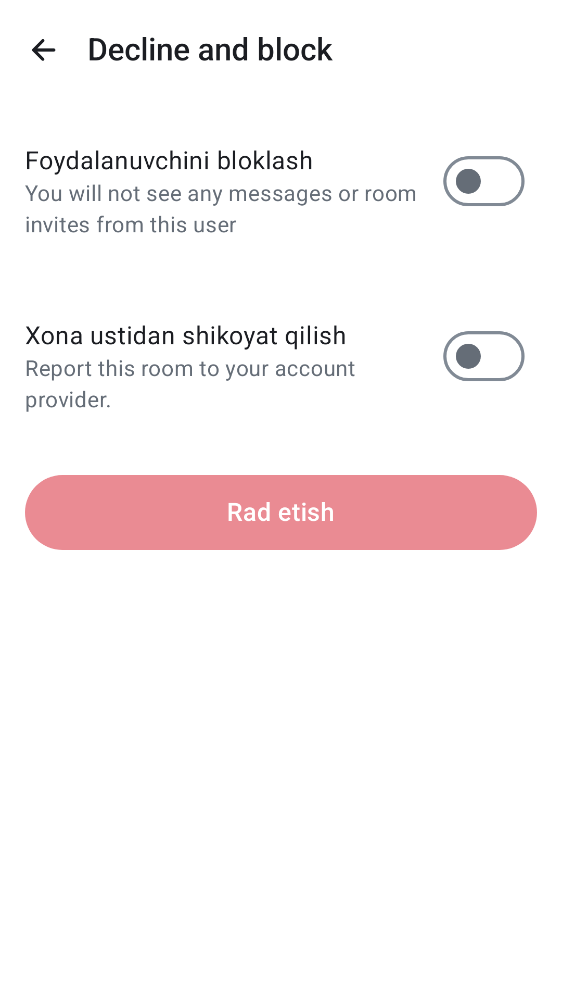 Decline and block
Foydalanuvchini bloklash
You will not see any messages or room
invites from this user
Xona ustidan shikoyat qilish
Report this room to your account
provider.
Rad etish